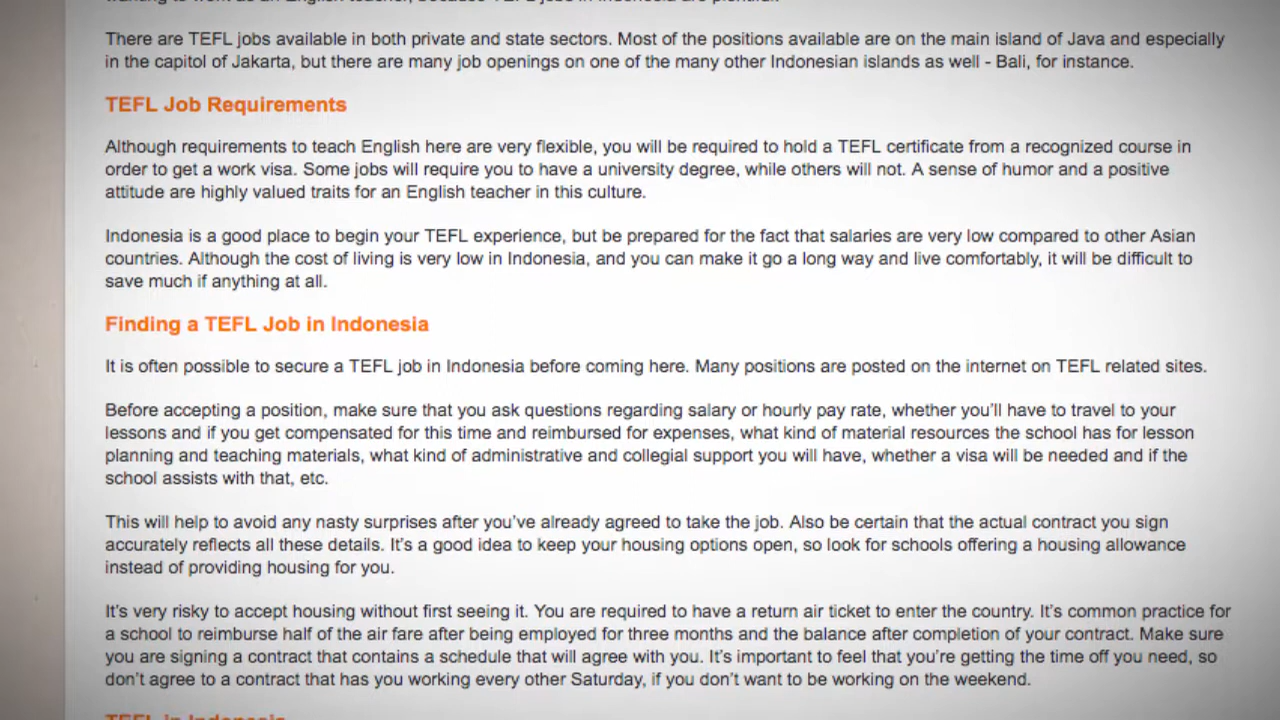 There are TEFL jobs available in both private and state sectors. Most of the positions available are on the main island of Java and especially
in the capitol of Jakarta, but there are many job openings on one of the many other Indonesian islands as well - Bali, for instance.
TEFL Job Requirements
Although requirements to teach English here are very flexible, you will be required to hold a TEFL certificate from a recognized course in
order to get a work visa. Some jobs will require you to have a university degree, while others will not. A sense of humor and a positive
attitude are highly valued traits for an English teacher in this culture.
Indonesia is a good place to begin your TEFL experience, but be prepared for the fact that salaries are very low compared to other Asian
countries. Although the cost of living is very low in Indonesia, and you can make it go a long way and live comfortably, it will be difficult to
save much if anything at all.
Finding a TEFL Job in Indonesia
It is often possible to secure a TEFL job in Indonesia before coming here. Many positions are posted on the internet on TEFL related sites.
Before accepting a position, make sure that you ask questions regarding salary or hourly pay rate, whether you'll have to travel to your
lessons and if you get compensated for this time and reimbursed for expenses, what kind of material resources the school has for lesson
planning and teaching materials, what kind of administrative and collegial support you will have, whether a visa will be needed and if the
school assists with that, etc.
This will help to avoid any nasty surprises after you've already agreed to take the job. Also be certain that the actual contract you sign
accurately reflects all these details. It's a good idea to keep your housing options open, so look for schools offering a housing allowance
instead of providing housing for you.
It's very risky to accept housing without first seeing it. You are required to have a return air ticket to enter the country. It's common practice for
a school to reimburse half of the air fare after being employed for three months and the balance after completion of your contract. Make sure
you are signing a contract that contains a schedule that will agree with you. It's important to feel that you're getting the time off you need, so
don't agree to a contract that has you working every other Saturday, if you don't want to be working on the weekend.
TEFL in Indonesia